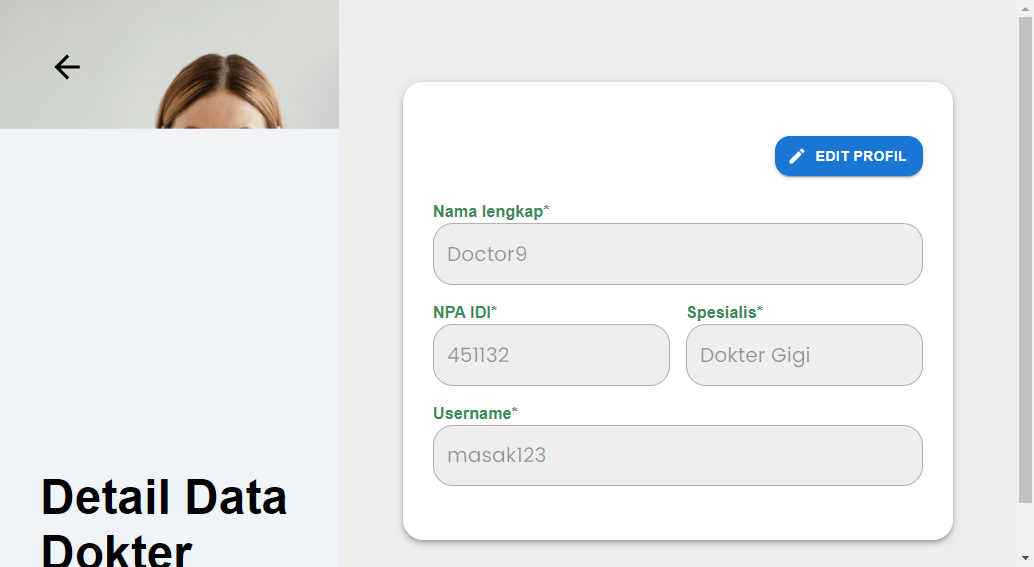 EDIT PROFIL
Nama lengkap*
Doctor9
NPA IDI* Spesialis*
451132 Dokter Gigi
Username*
masak123
Detail Data
Dokter